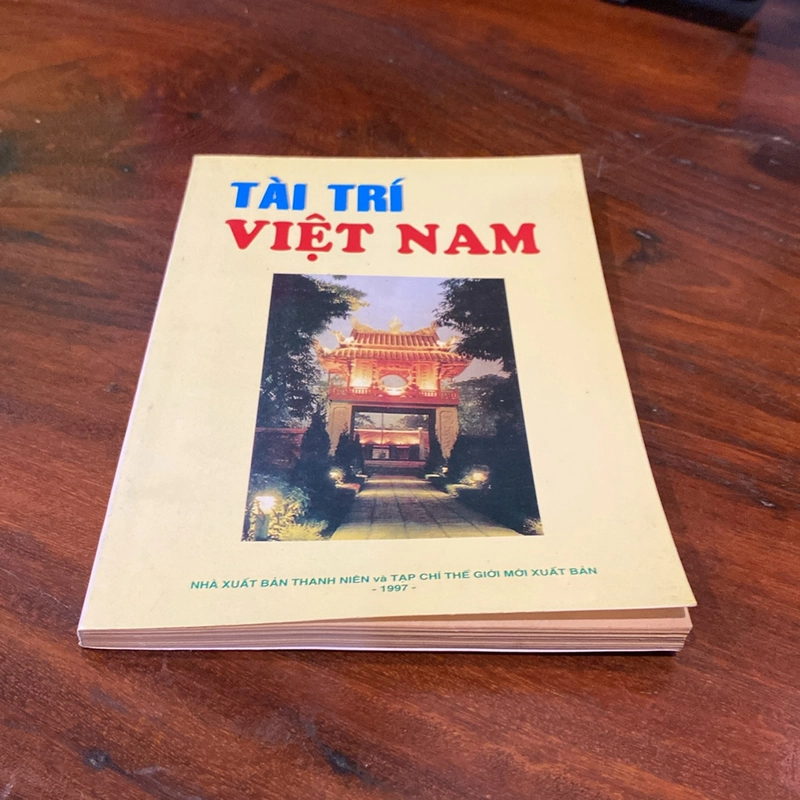 TÀI TRÍ
VIỆT NAM
NHÀ XUẤT BẢN THANH NIÊN và TẠP CHÍ THẾ GIỚI MỚI XUẤT BẢN
- 1997 -